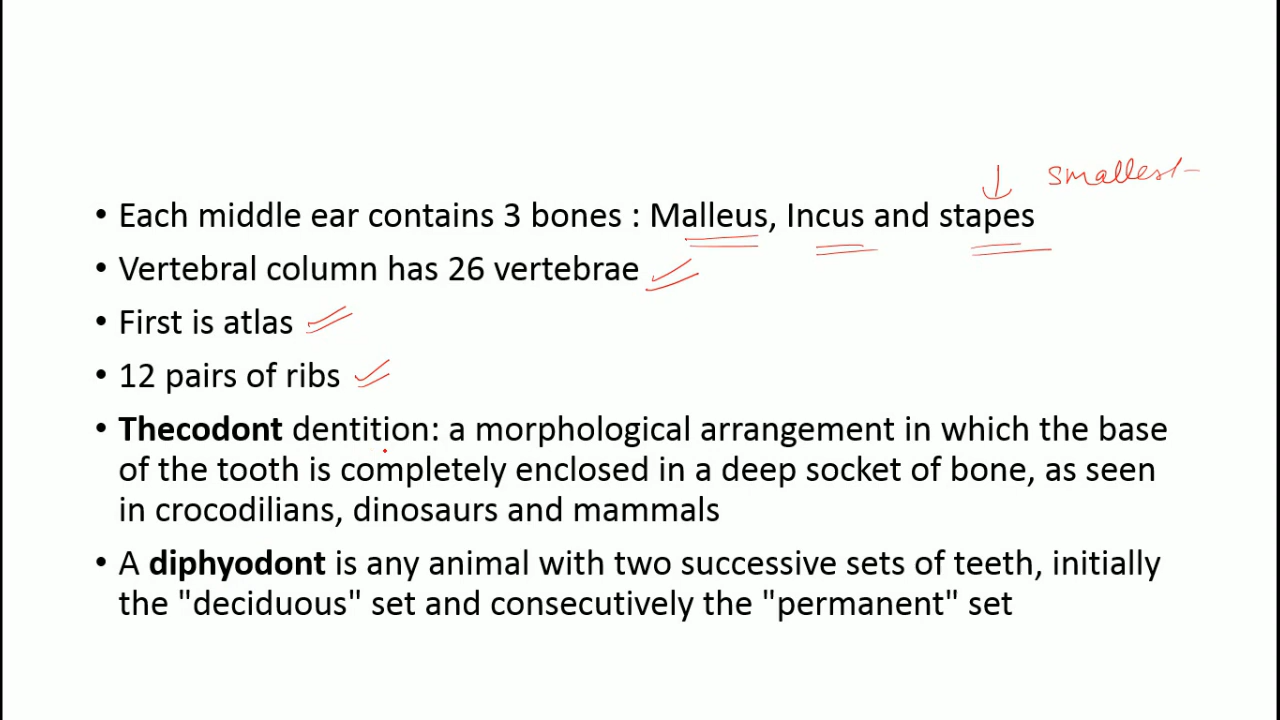 smallest
• Each middle ear contains 3 bones : Malleus, Incus and stapes
• Vertebral column has 26 vertebrae
• First is atlas
• 12 pairs of ribs
• Thecodont dentition: a morphological arrangement in which the base
of the tooth is completely enclosed in a deep socket of bone, as seen
in crocodilians, dinosaurs and mammals
• A diphyodont is any animal with two successive sets of teeth, initially
the "deciduous" set and consecutively the "permanent" set